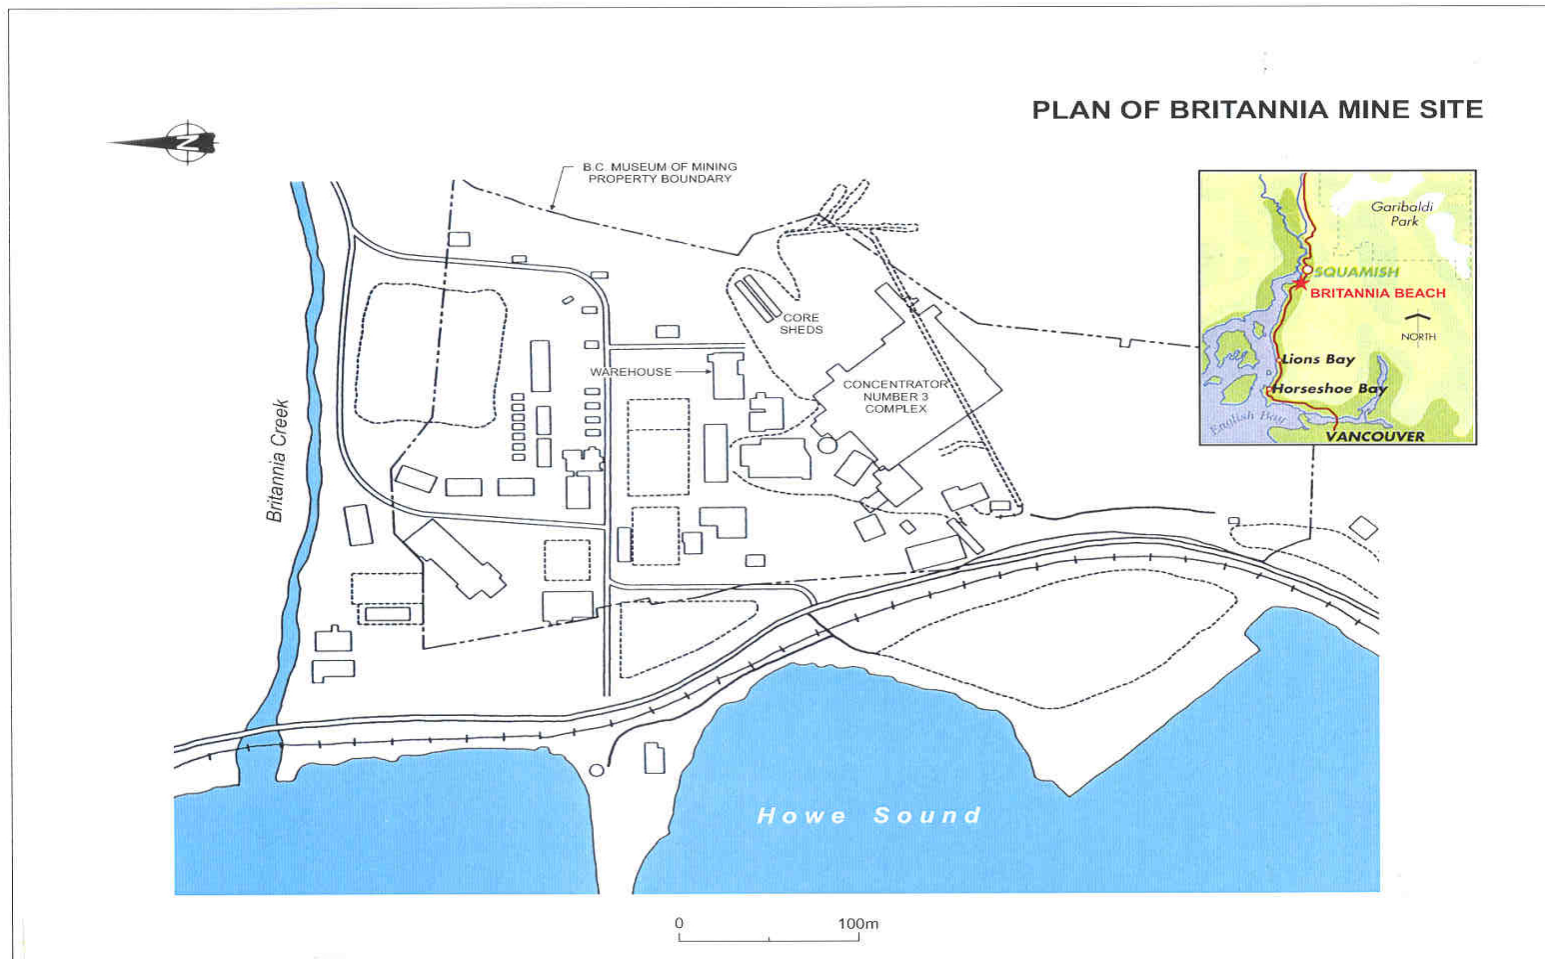 PLAN OF BRITANNIA MINE SITE
N
B.C. MUSEUM OF MINING
PROPERTY BOUNDARY
Garibaldi
Park
SQUAMISH
BRITANNIA BEACH
NORTH
Lions Bay
Horseshoe Bay
English Bay
VANCOUVER
CORE
SHEDS
WAREHOUSE
CONCENTRATOR
NUMBER 3
COMPLEX
Britannia Creek
Howe Sound
0 100m